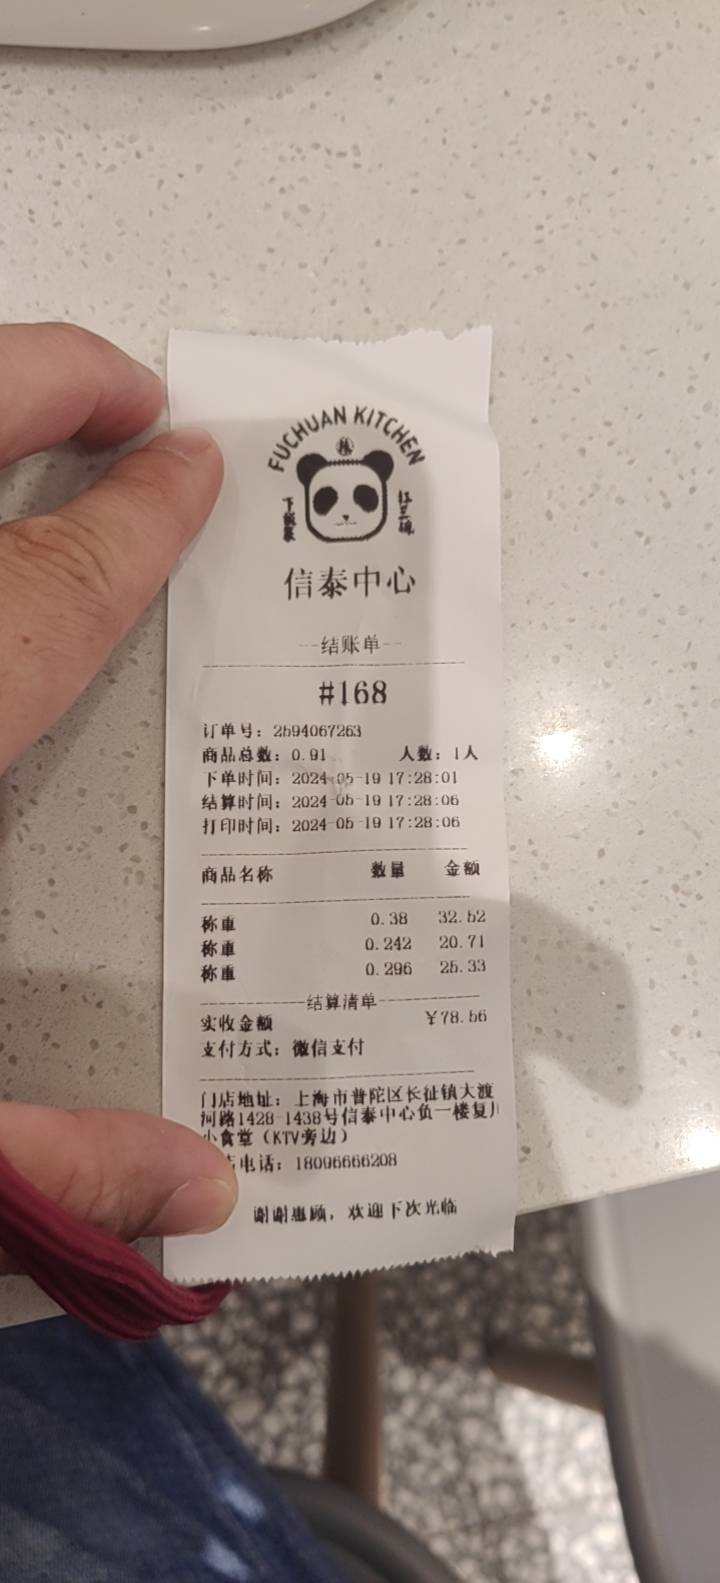 FUCHUAN KITCHEN
下饭菜
信泰中心
结账单
#168
订单号：2594067263
商品总数：0.91 人数：1人
下单时间：2024-05-19 17:28:01
结算时间：2024-05-19 17:28:06
打印时间：2024-05-19 17:28:06
商品名称 数量 金额
称重 0.38 32.52
称重 0.242 20.71
称重 0.296 25.33
结算清单
实收金额 ￥78.56
支付方式：微信支付
门店地址：上海市普陀区长征镇大渡
河路1428-1438号信泰中心负一楼复川
小食堂（KTV旁边）
电话：18096666208
谢谢惠顾，欢迎下次光临